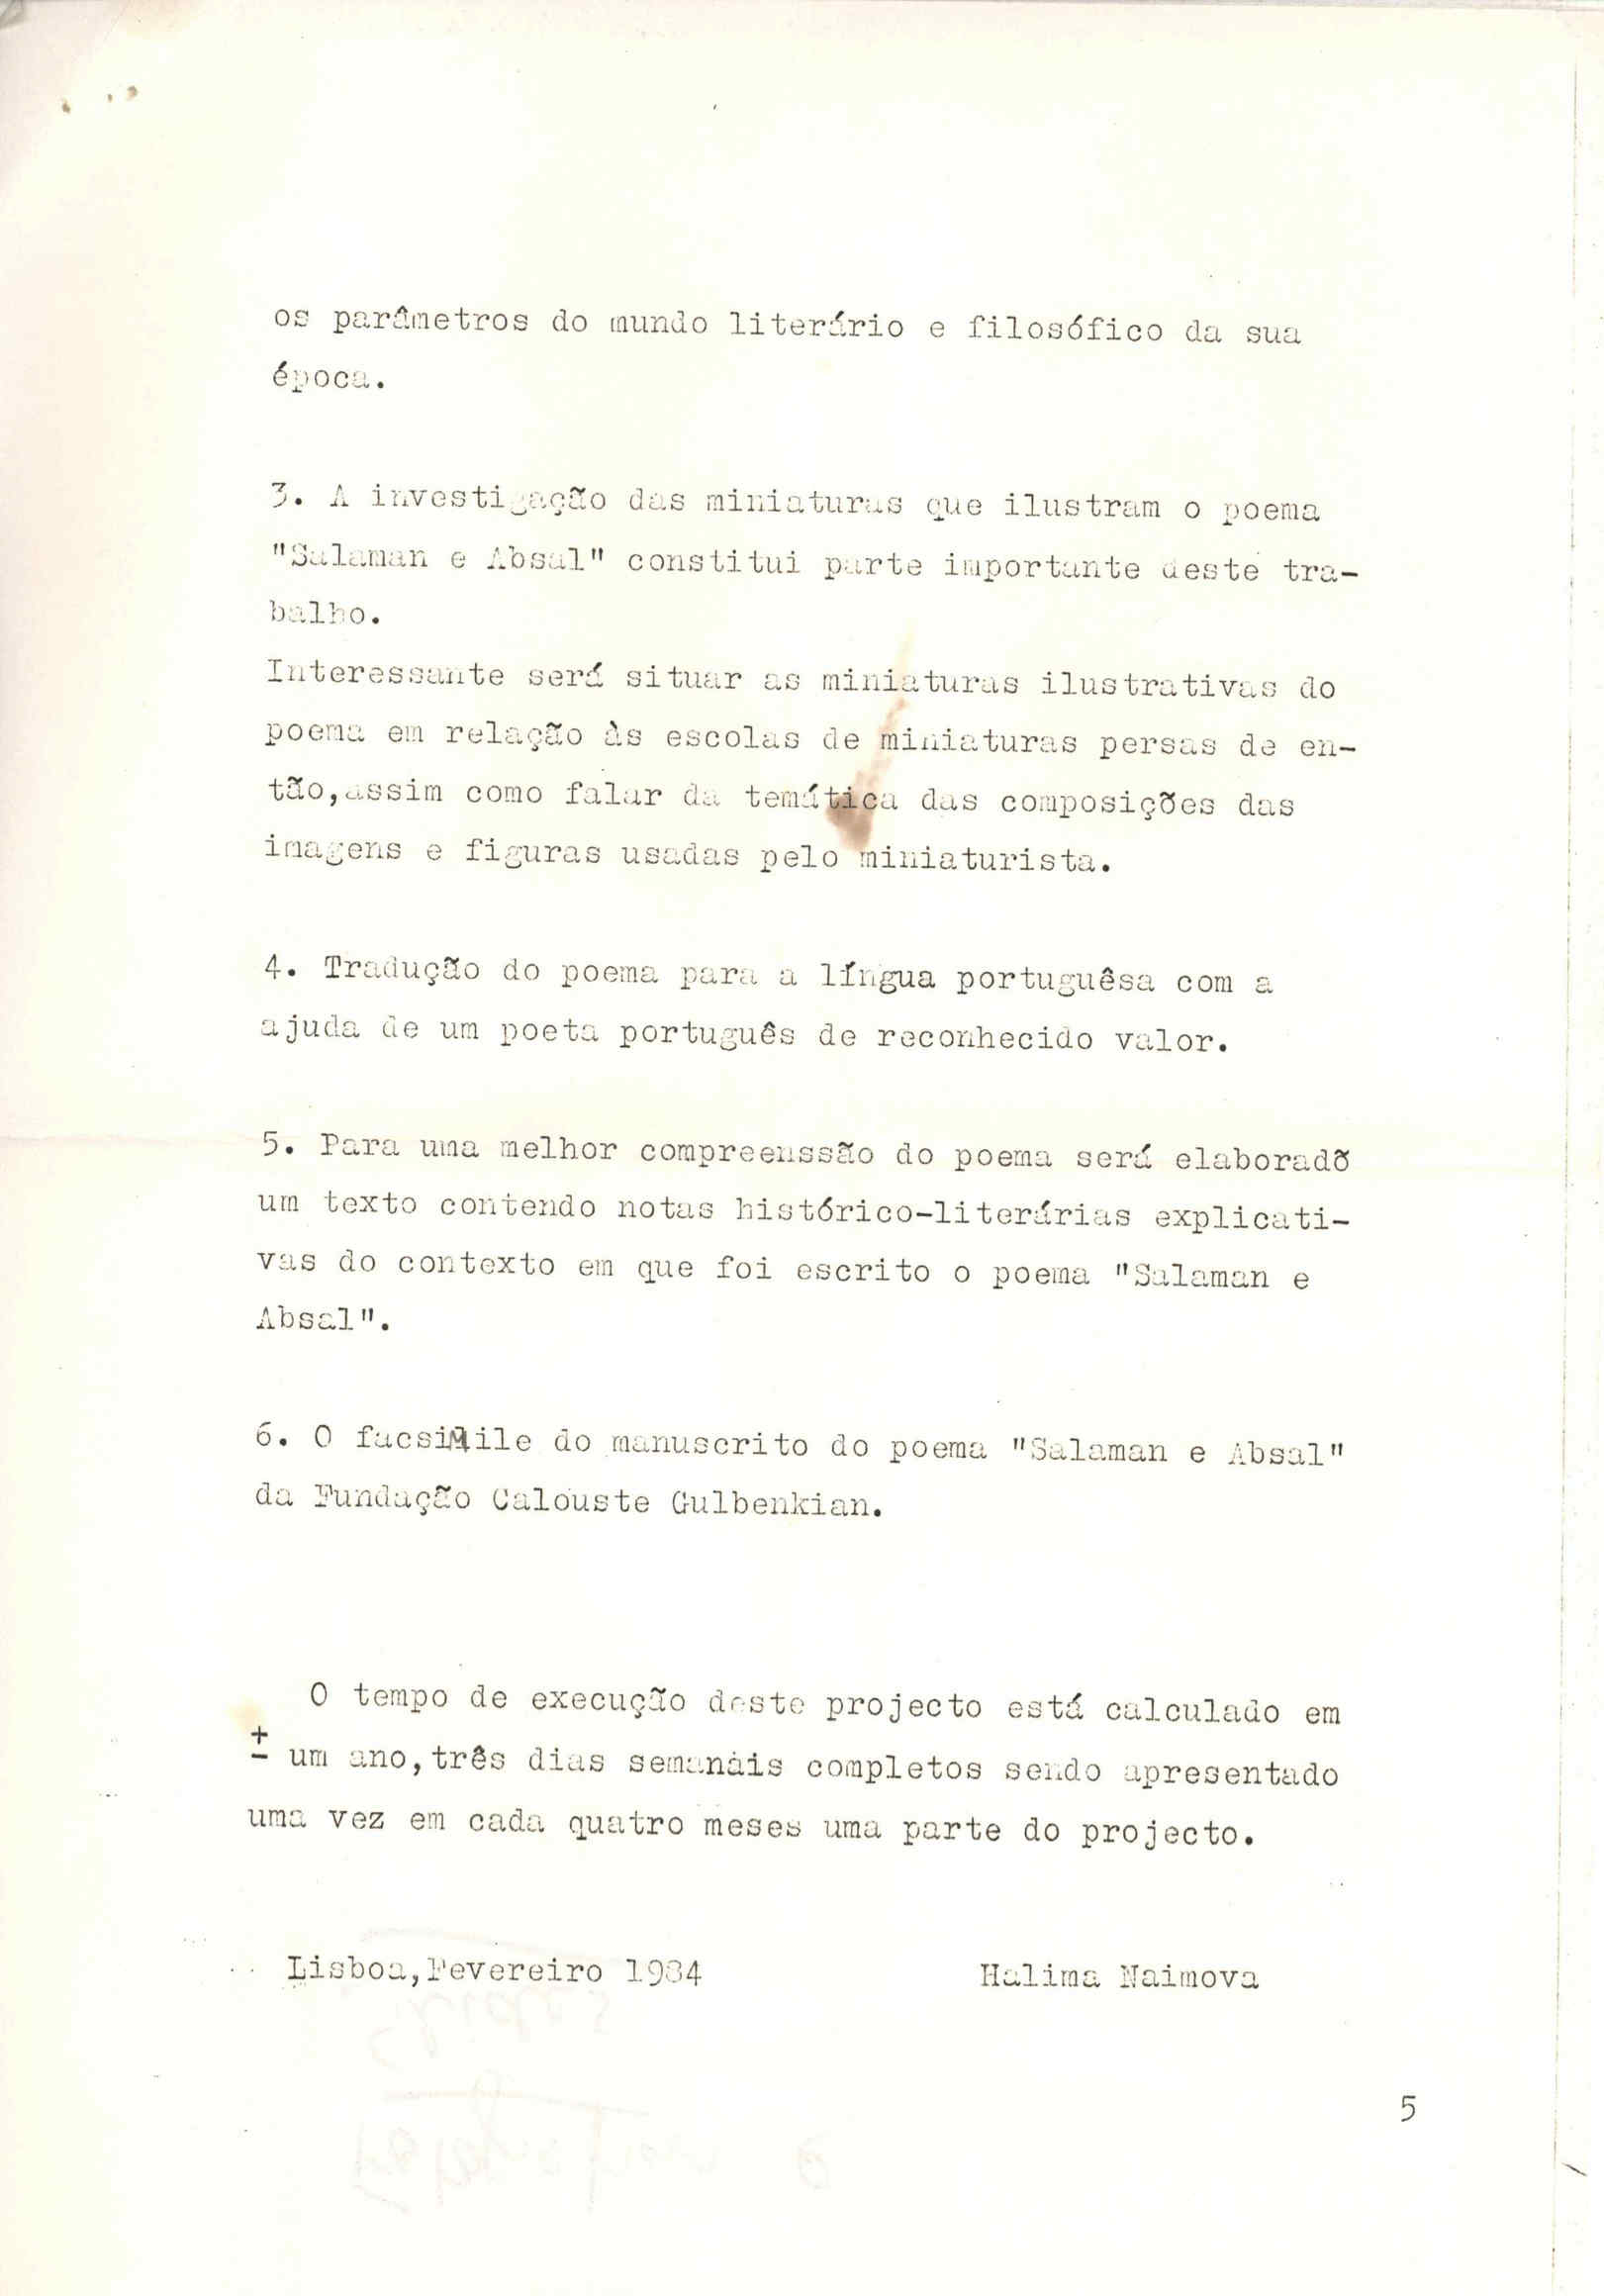 os parâmetros do mundo literário e filosófico da sua
época.
3. A investigação das miniaturas que ilustram o poema
"Salaman e Absal" constitui parte importante deste tra-
balho.
Interessante será situar as miniaturas ilustrativas do
poema em relação às escolas de miniaturas persas de en-
tão,assim como falar da temática das composições das
imagens e figuras usadas pelo miniaturista.
4. Tradução do poema para a língua portuguêsa com a
ajuda de um poeta português de reconhecido valor.
5. Para uma melhor compreenssão do poema será elaboradõ
um texto contendo notas histórico-literárias explicati-
vas do contexto em que foi escrito o poema "Salaman e
Absal".
6. O facsimile do manuscrito do poema "Salaman e Absal"
da Fundação Calouste Gulbenkian.
O tempo de execução deste projecto está calculado em
± um ano,três dias semanais completos sendo apresentado
uma vez em cada quatro meses uma parte do projecto.
Lisboa,Fevereiro 1984 Halima Naimova
5